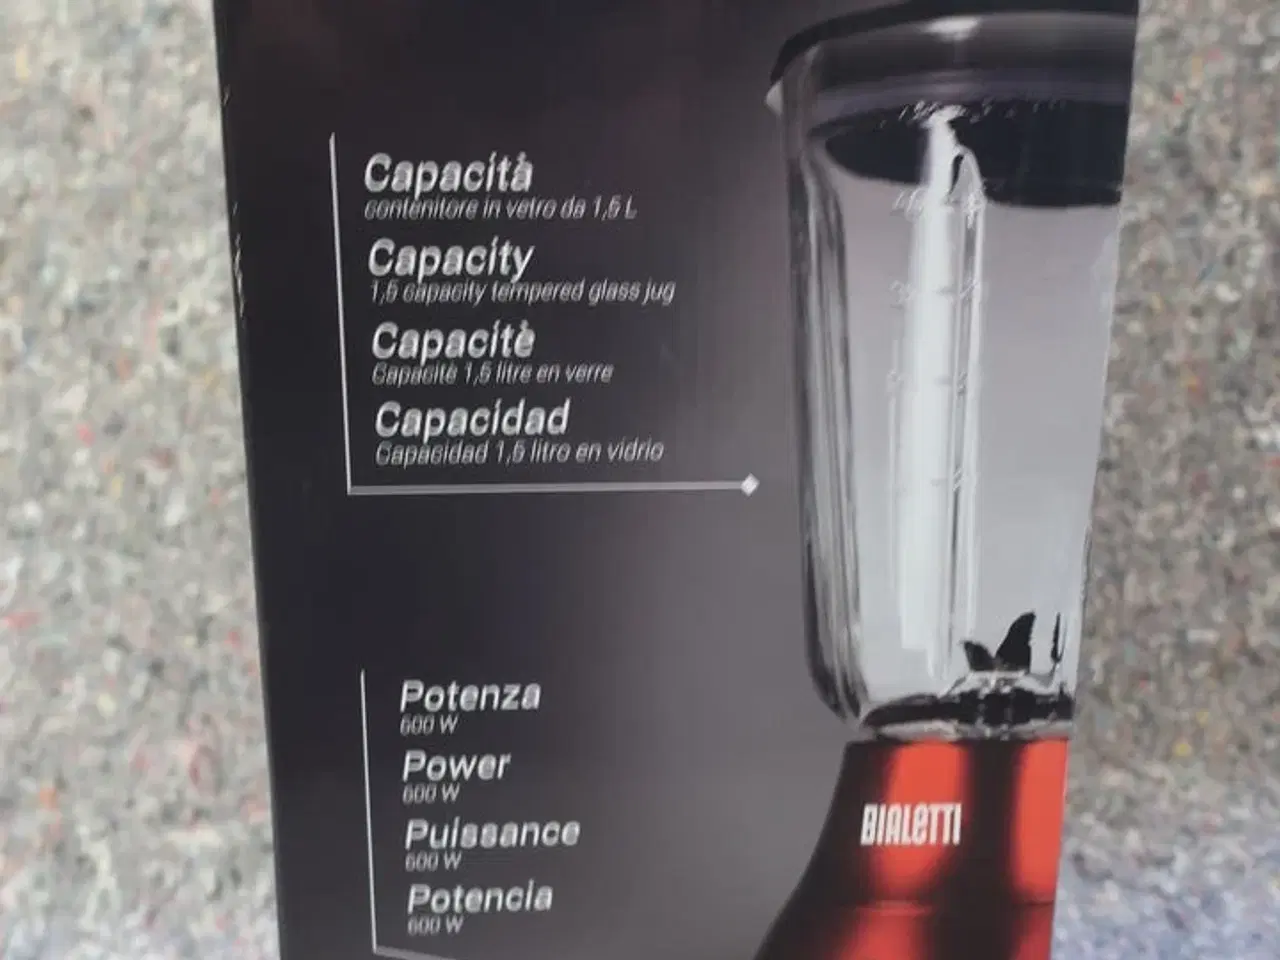 Capacità
contenitore in vetro da 1,5 L
Capacity
1,5 capacity tempered glass jug
Capacitè
Capacité 1,5 litre en verre
Capacidad
Capacidad 1,5 litro en vidrio
Potenza
600 W
Power
600 W
Puissance
600 W
Potencia
600 W
BIALETTI